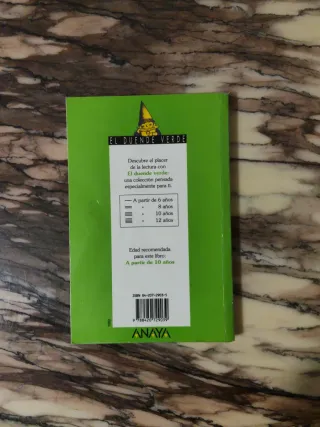 EL DUENDE VERDE
Descubre el placer
de la lectura con
El duende verde:
una colección pensada
especialmente para ti.
A partir de 6 años
8 años
10 años
12 años
Edad recomendada
para este libro:
A partir de 10 años
ANAYA